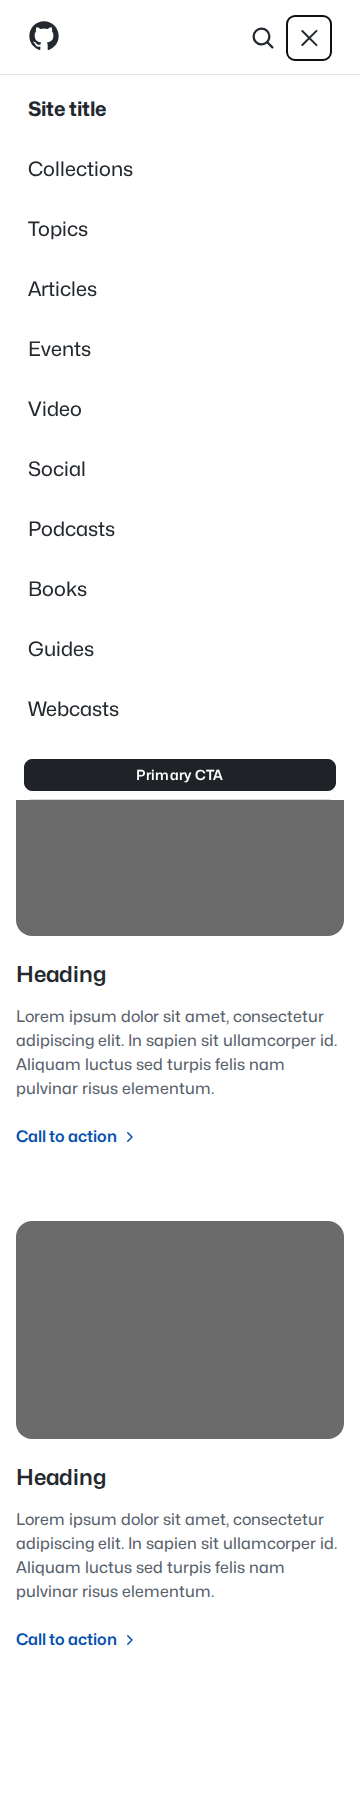 Site title
Collections
Topics
Articles
Events
Video
Social
Podcasts
Books
Guides
Webcasts
Primary CTA
Heading
Lorem ipsum dolor sit amet, consectetur
adipiscing elit. In sapien sit ullamcorper id.
Aliquam luctus sed turpis felis nam
pulvinar risus elementum.
Call to action
Heading
Lorem ipsum dolor sit amet, consectetur
adipiscing elit. In sapien sit ullamcorper id.
Aliquam luctus sed turpis felis nam
pulvinar risus elementum.
Call to action